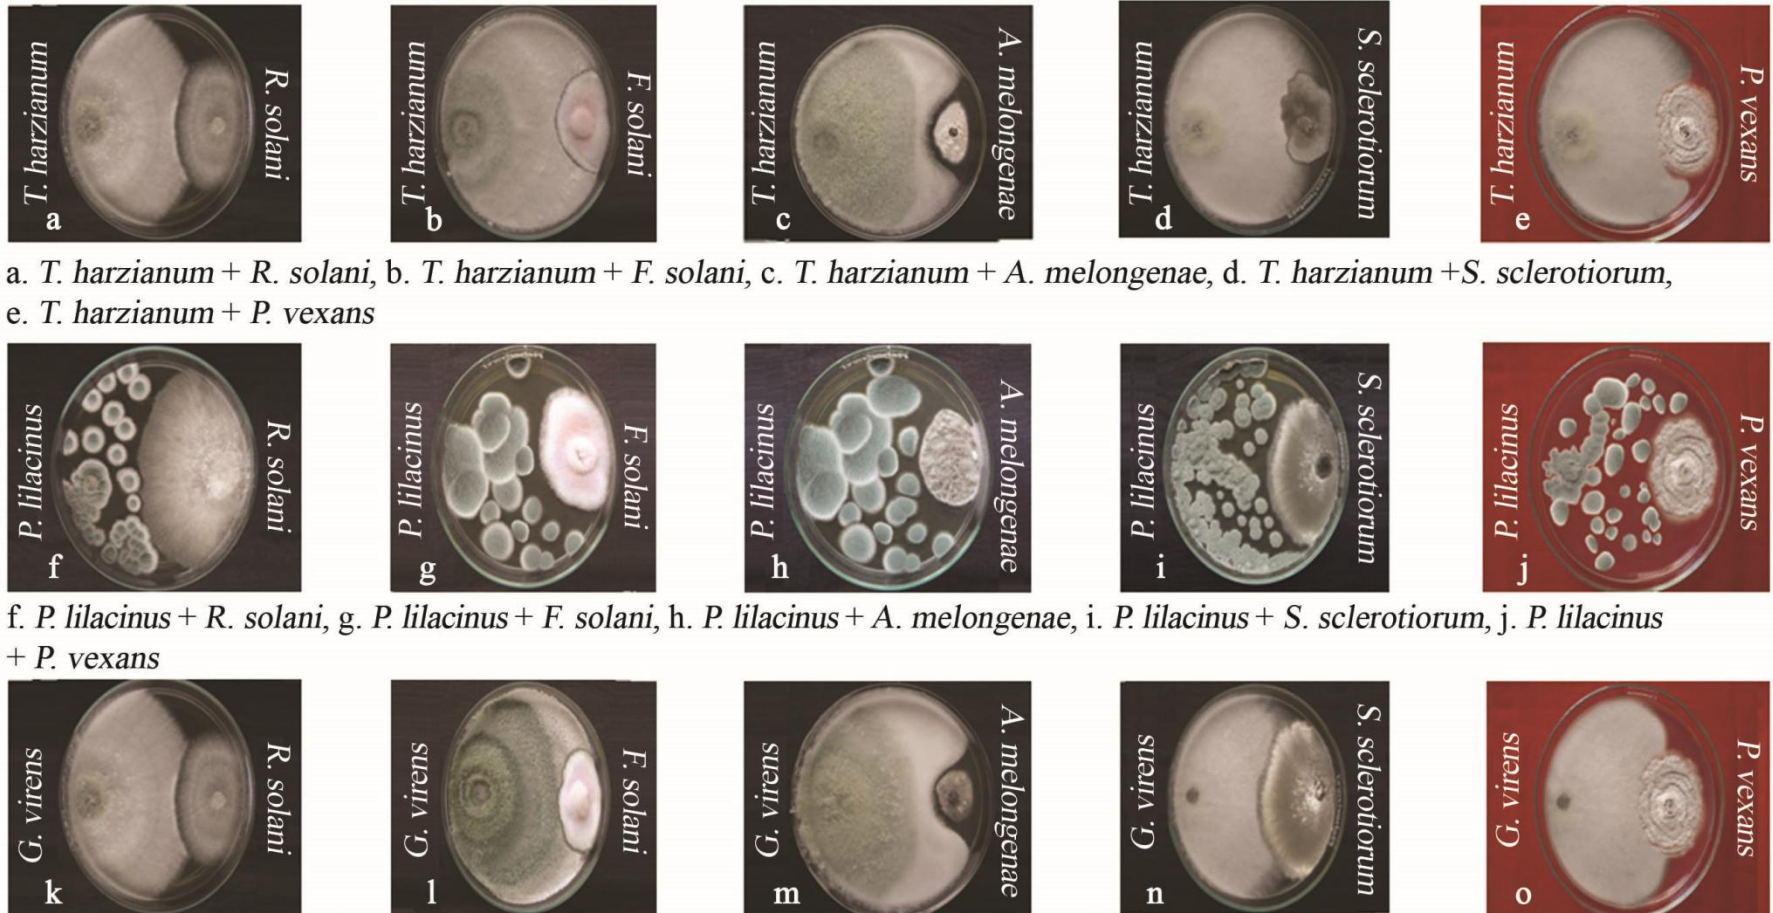 T. harzianum
R. solani
a
T. harzianum
F. solani
b
T. harzianum
A. melongenae
c
T. harzianum
S. sclerotiorum
d
T. harzianum
P. vexans
e
a. T. harzianum + R. solani, b. T. harzianum + F. solani, c. T. harzianum + A. melongenae, d. T. harzianum +S. sclerotiorum,
e. T. harzianum + P. vexans
P. lilacinus
R. solani
f
P. lilacinus
F. solani
g
P. lilacinus
A. melongenae
h
P. lilacinus
S. sclerotiorum
i
P. lilacinus
P. vexans
j
f. P. lilacinus + R. solani, g. P. lilacinus + F. solani, h. P. lilacinus + A. melongenae, i. P. lilacinus + S. sclerotiorum, j. P. lilacinus
+ P. vexans
G. virens
R. solani
k
G. virens
F. solani
l
G. virens
A. melongenae
m
G. virens
S. sclerotiorum
n
G. virens
P. vexans
o